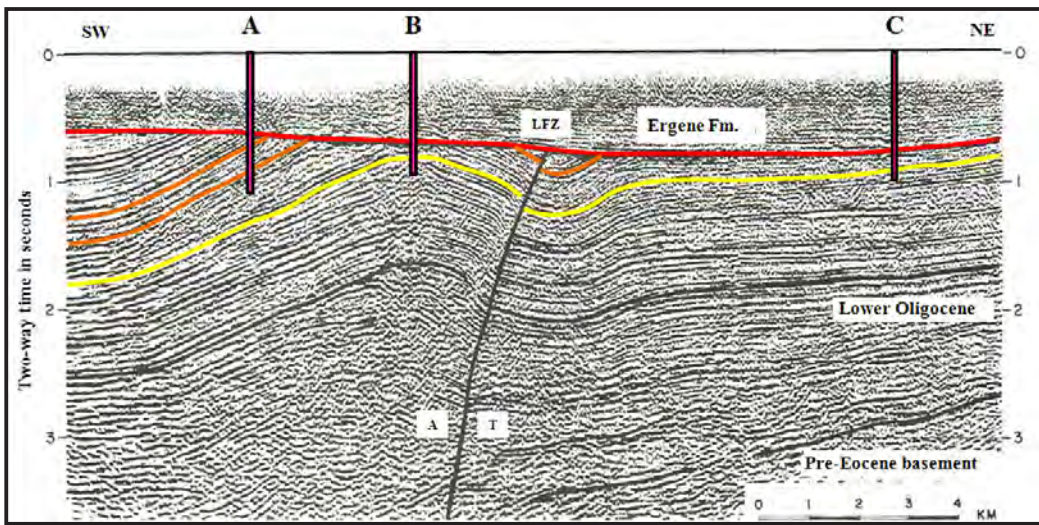 SW A B C NE
0 0
LFZ Ergene Fm.
1 1
Two-way time in seconds
2 2
Lower Oligocene
A T
3 3
Pre-Eocene basement
0 1 2 3 4
KM